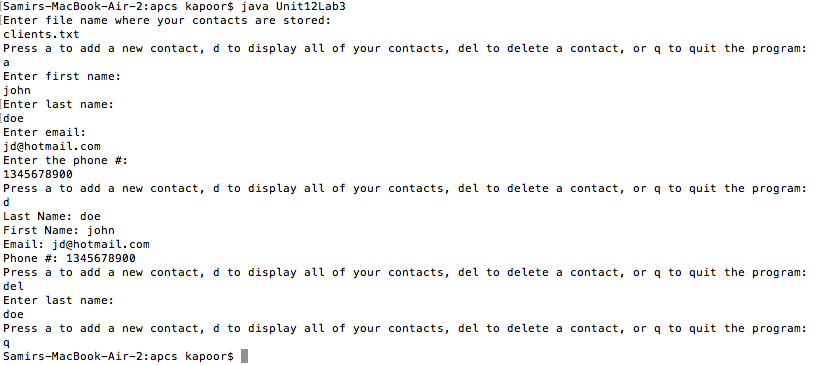 Samirs-MacBook-Air-2:apcs kapoor$ java Unit12Lab3
Enter file name where your contacts are stored:
clients.txt
Press a to add a new contact, d to display all of your contacts, del to delete a contact, or q to quit the program:
a
Enter first name:
john
Enter last name:
doe
Enter email:
jd@hotmail.com
Enter the phone #:
1345678900
Press a to add a new contact, d to display all of your contacts, del to delete a contact, or q to quit the program:
d
Last Name: doe
First Name: john
Email: jd@hotmail.com
Phone #: 1345678900
Press a to add a new contact, d to display all of your contacts, del to delete a contact, or q to quit the program:
del
Enter last name:
doe
Press a to add a new contact, d to display all of your contacts, del to delete a contact, or q to quit the program:
q
Samirs-MacBook-Air-2:apcs kapoor$